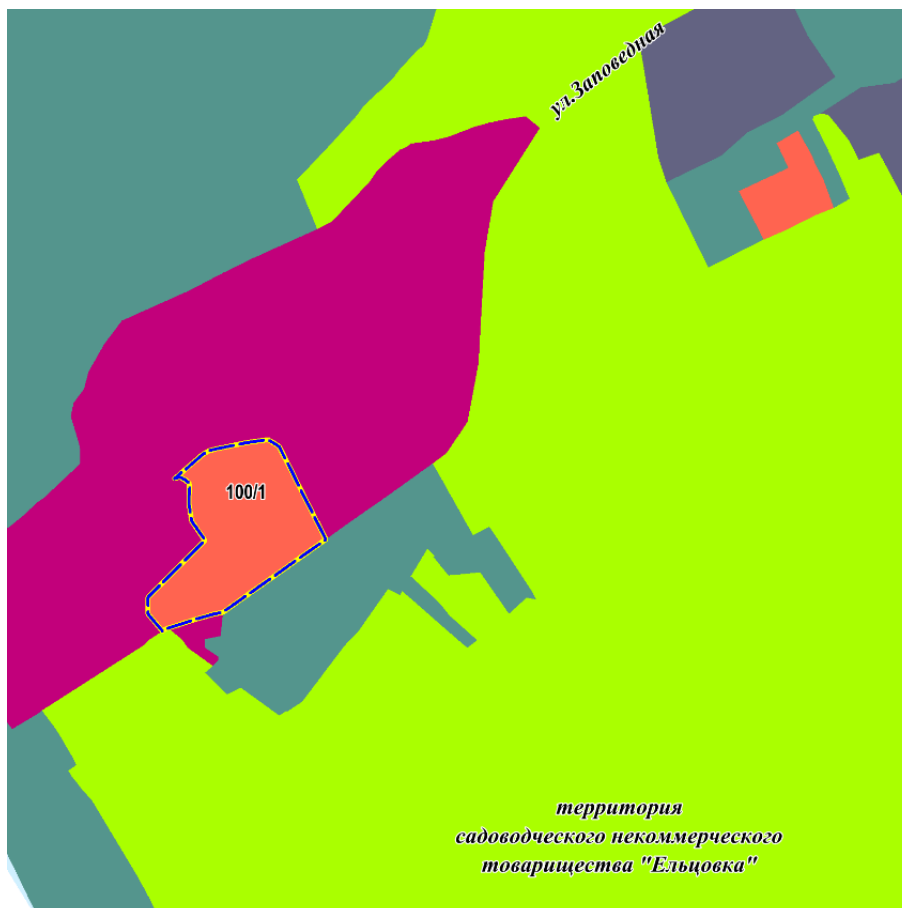 ул.Заповедная
100/1
территория
садоводческого некоммерческого
товарищества "Ельцовка"